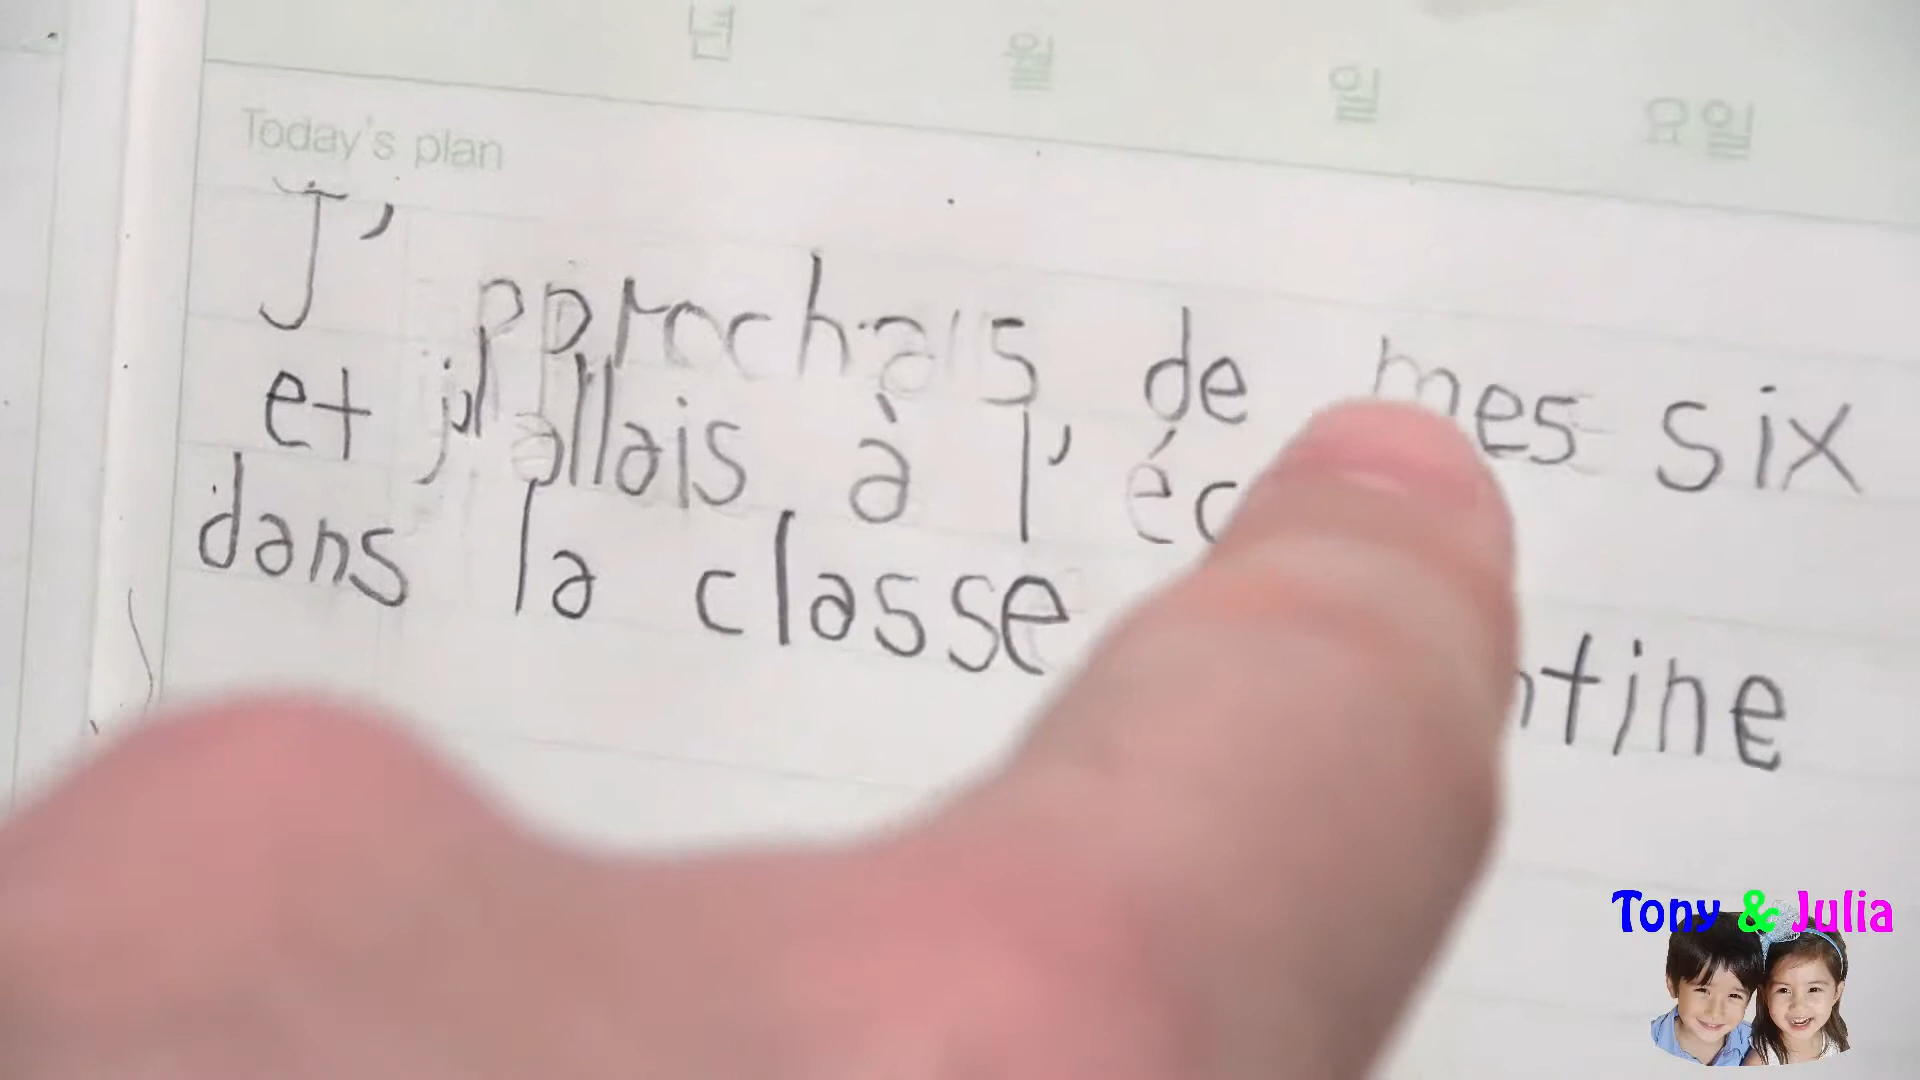 년 월 일 요일
Today's plan
J' pprochais de mes six
et j'allais à l'
dans la classe
Tony & Julia